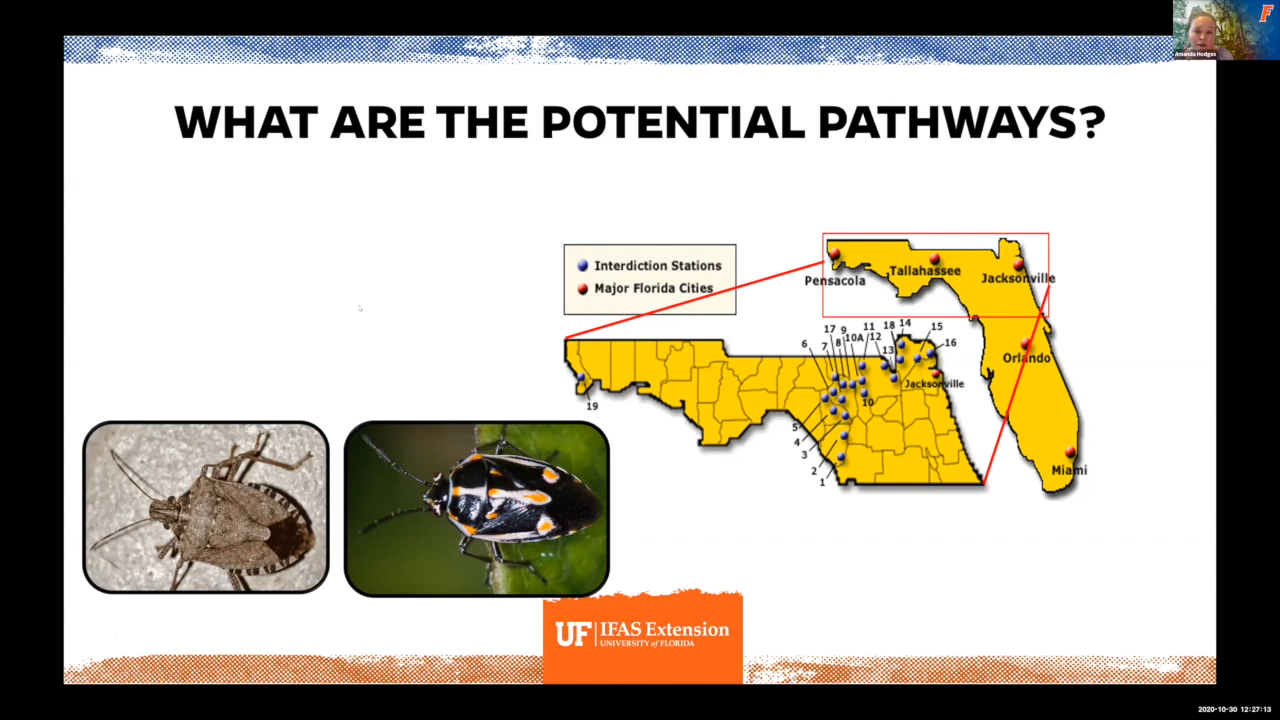 Amanda Hodges
F
WHAT ARE THE POTENTIAL PATHWAYS?
Interdiction Stations
Major Florida Cities
Pensacola
Tallahassee
Jacksonville
Orlando
Miami
17
9
11
18
14
15
6
7
8
10A
12
13
16
Jacksonville
10
19
5
4
3
2
1
UF IFAS Extension
UNIVERSITY of FLORIDA
2020-10-30 12:27:13